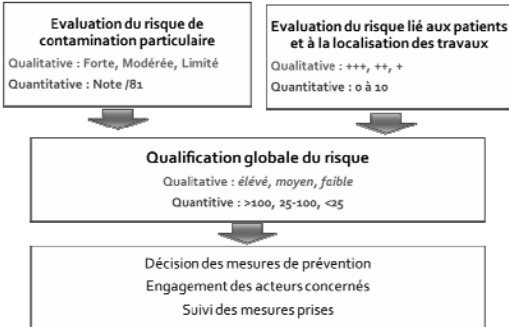 Evaluation du risque de
contamination particulaire
Qualitative : Forte, Modérée, Limité
Quantitative : Note /81
Evaluation du risque lié aux patients
et à la localisation des travaux
Qualitative : +++, ++, +
Quantitative : 0 à 10
Qualification globale du risque
Qualitative : élévé, moyen, faible
Quantitive : >100, 25-100, <25
Décision des mesures de prévention
Engagement des acteurs concernés
Suivi des mesures prises